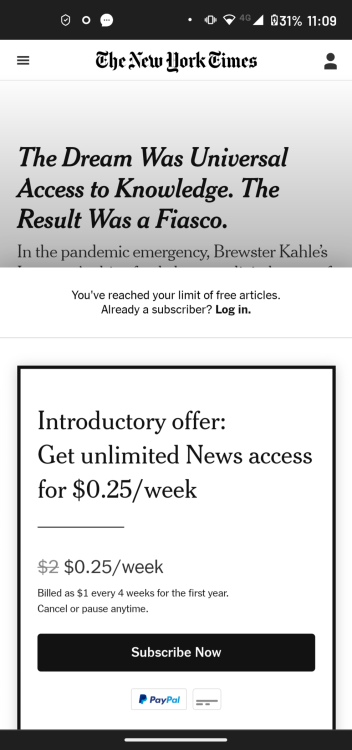 4G 31% 11:09
The New York Times
The Dream Was Universal
Access to Knowledge. The
Result Was a Fiasco.
In the pandemic emergency, Brewster Kahle's
You've reached your limit of free articles.
Already a subscriber? Log in.
Introductory offer:
Get unlimited News access
for $0.25/week
$2 $0.25/week
Billed as $1 every 4 weeks for the first year.
Cancel or pause anytime.
Subscribe Now
PayPal